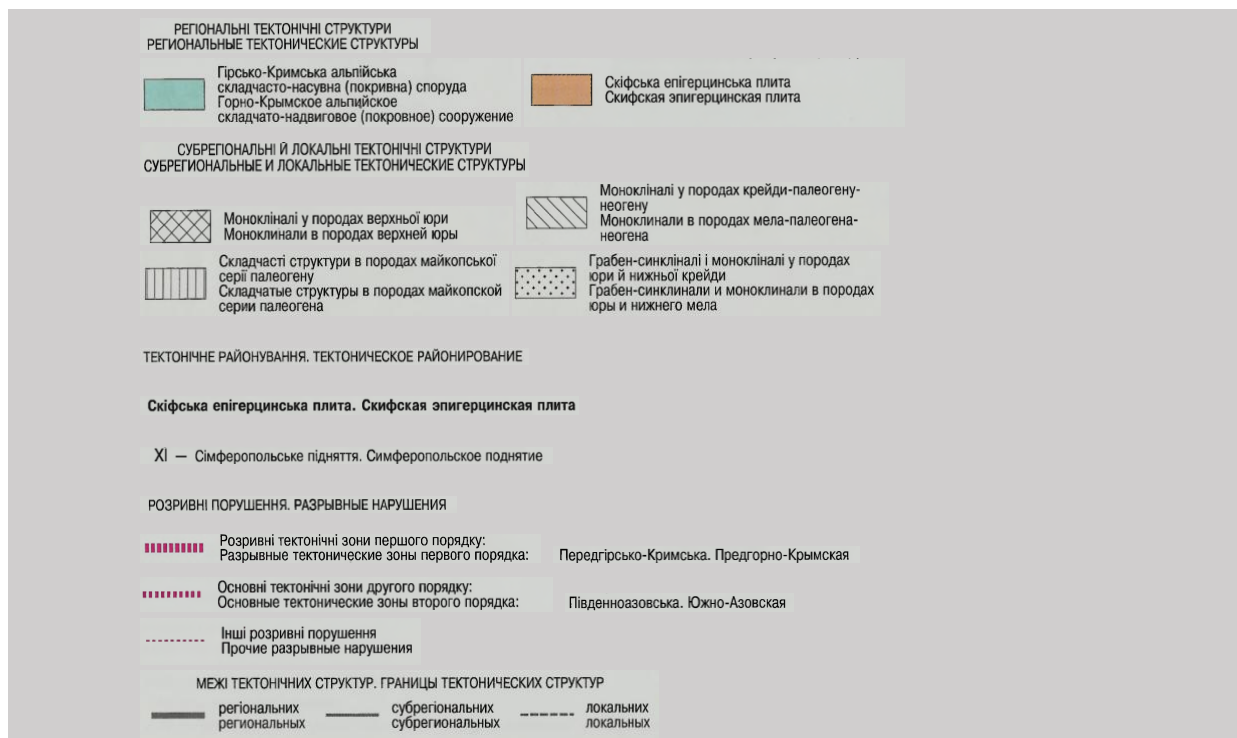 РЕГІОНАЛЬНІ ТЕКТОНІЧНІ СТРУКТУРИ
РЕГИОНАЛЬНЫЕ ТЕКТОНИЧЕСКИЕ СТРУКТУРЫ
Гірсько-Кримська альпійська
складчасто-насувна (покривна) споруда
Горно-Крымское альпийское
складчато-надвиговое (покровное) сооружение
Скіфська епігерцинська плита
Скифская эпигерцинская плита
СУБРЕГІОНАЛЬНІ Й ЛОКАЛЬНІ ТЕКТОНІЧНІ СТРУКТУРИ
СУБРЕГИОНАЛЬНЫЕ И ЛОКАЛЬНЫЕ ТЕКТОНИЧЕСКИЕ СТРУКТУРЫ
Монокліналі у породах верхньої юри
Моноклинали в породах верхней юры
Монокліналі у породах крейди-палеогену-
неогену
Моноклинали в породах мела-палеогена-
неогена
Складчасті структури в породах майкопської
серії палеогену
Складчатые структуры в породах майкопской
серии палеогена
Грабен-синкліналі і монокліналі у породах
юри й нижньої крейди
Грабен-синклинали и моноклинали в породах
юры и нижнего мела
ТЕКТОНІЧНЕ РАЙОНУВАННЯ. ТЕКТОНИЧЕСКОЕ РАЙОНИРОВАНИЕ
Скіфська епігерцинська плита. Скифская эпигерцинская плита
XI — Сімферопольське підняття. Симферопольское поднятие
РОЗРИВНІ ПОРУШЕННЯ. РАЗРЫВНЫЕ НАРУШЕНИЯ
Розривні тектонічні зони першого порядку:
Разрывные тектонические зоны первого порядка:
Передгірсько-Кримська. Предгорно-Крымская
Основні тектонічні зони другого порядку:
Основные тектонические зоны второго порядка:
Південноазовська. Южно-Азовская
Інші розривні порушення
Прочие разрывные нарушения
МЕЖІ ТЕКТОНІЧНИХ СТРУКТУР. ГРАНИЦЫ ТЕКТОНИЧЕСКИХ СТРУКТУР
регіональних
региональных
субрегіональних
субрегиональных
локальних
локальных